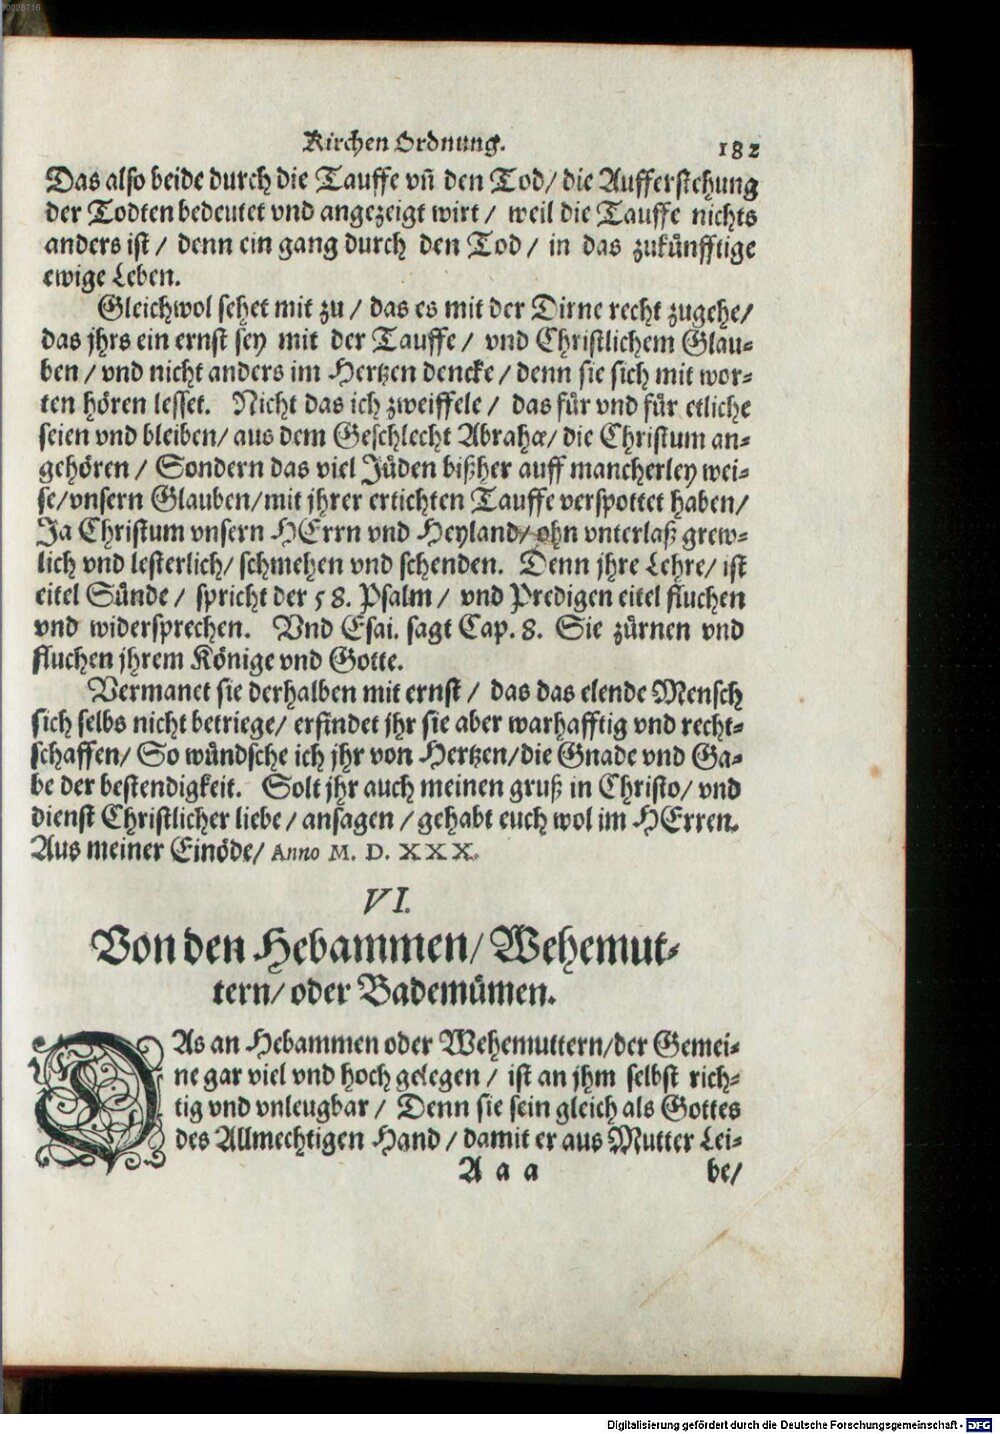 00028716
Kirchen Ordnung. 182
Das also beide durch die Tauffe vñ den Tod/ die Aufferstehung
der Todten bedeutet vnd angezeigt wirt / weil die Tauffe nichts
anders ist / denn ein gang durch den Tod / in das zukünfftige
ewige Leben.
Gleichwol sehet mit zu / das es mit der Dirne recht zugehe/
das jhrs ein ernst sey mit der Tauffe / vnd Christlichem Glau-
ben / vnd nicht anders im Hertzen dencke / denn sie sich mit wor-
ten hören lesset. Nicht das ich zweiffele / das für vnd für etliche
seien vnd bleiben/ aus dem Geschlecht Abrahæ/ die Christum an-
gehören / Sondern das viel Jüden bißher auff mancherley wei-
se/ vnsern Glauben/ mit jhrer ertichten Tauffe verspottet haben/
Ja Christum vnsern HErrn vnd Heyland/ ohn vnterlaß grew-
lich vnd lesterlich/ schmehen vnd schenden. Denn jhre Lehre/ ist
eitel Sünde / spricht der 58. Psalm / vnd Predigen eitel fluchen
vnd widersprechen. Vnd Esai. sagt Cap. 8. Sie zürnen vnd
fluchen jhrem Könige vnd Gotte.
Vermanet sie derhalben mit ernst / das das elende Mensch
sich selbs nicht betriege/ erfindet jhr sie aber warhafftig vnd recht-
schaffen/ So wündsche ich jhr von Hertzen/ die Gnade vnd Ga-
be der bestendigkeit. Solt jhr auch meinen gruß in Christo/ vnd
dienst Christlicher liebe / ansagen / gehabt euch wol im HErren.
Aus meiner Einöde/ Anno M. D. XXX.
VI.
Von den Hebammen/ Wehemut-
tern/ oder Bademümen.
DAs an Hebammen oder Wehemuttern/ der Gemei-
ne gar viel vnd hoch gelegen / ist an jhm selbst rich-
tig vnd vnleugbar / Denn sie sein gleich als Gottes
des Allmechtigen Hand / damit er aus Mutter Lei-
A a a be/
Digitalisierung gefördert durch die Deutsche Forschungsgemeinschaft - DFG